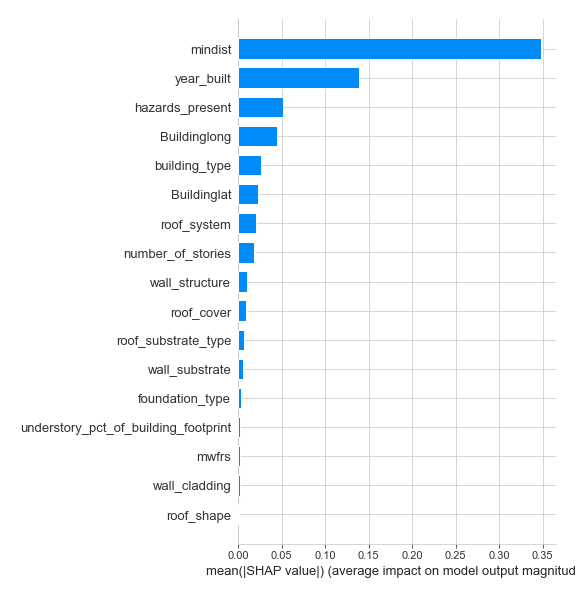 mindist
year_built
hazards_present
Buildinglong
building_type
Buildinglat
roof_system
number_of_stories
wall_structure
roof_cover
roof_substrate_type
wall_substrate
foundation_type
understory_pct_of_building_footprint
mwfrs
wall_cladding
roof_shape
0.00 0.05 0.10 0.15 0.20 0.25 0.30 0.35
mean(|SHAP value|) (average impact on model output magnitud